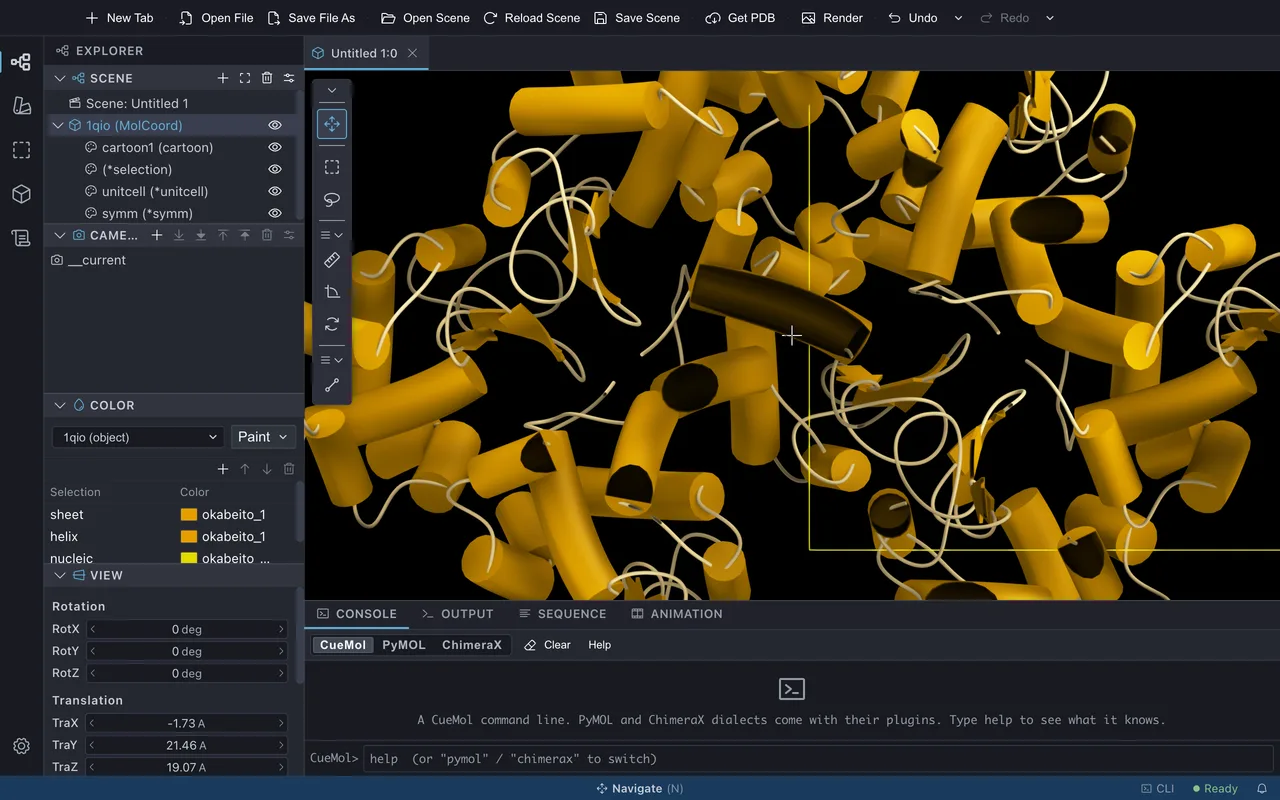 New Tab Open File Save File As Open Scene Reload Scene Save Scene Get PDB Render Undo Redo
EXPLORER
Untitled 1:0
SCENE
Scene: Untitled 1
1qio (MolCoord)
cartoon1 (cartoon)
(*selection)
unitcell (*unitcell)
symm (*symm)
CAME...
__current
COLOR
1qio (object) Paint
Selection Color
sheet okabeito_1
helix okabeito_1
nucleic okabeito ...
VIEW
Rotation
RotX 0 deg
RotY 0 deg
RotZ 0 deg
Translation
TraX -1.73 A
TraY 21.46 A
TraZ 19.07 A
CONSOLE OUTPUT SEQUENCE ANIMATION
CueMol PyMOL ChimeraX Clear Help
A CueMol command line. PyMOL and ChimeraX dialects come with their plugins. Type help to see what it knows.
CueMol> help (or "pymol" / "chimerax" to switch)
Navigate (N) CLI Ready